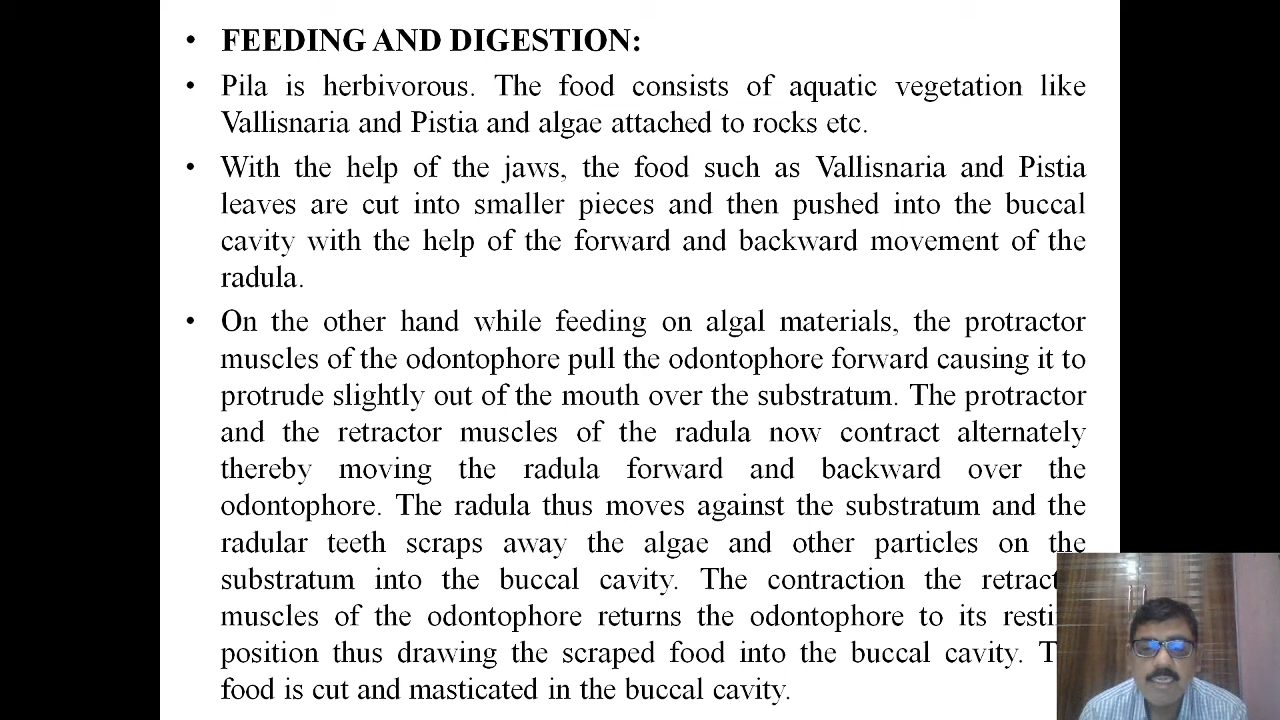 • FEEDING AND DIGESTION:
• Pila is herbivorous. The food consists of aquatic vegetation like
Vallisnaria and Pistia and algae attached to rocks etc.
• With the help of the jaws, the food such as Vallisnaria and Pistia
leaves are cut into smaller pieces and then pushed into the buccal
cavity with the help of the forward and backward movement of the
radula.
• On the other hand while feeding on algal materials, the protractor
muscles of the odontophore pull the odontophore forward causing it to
protrude slightly out of the mouth over the substratum. The protractor
and the retractor muscles of the radula now contract alternately
thereby moving the radula forward and backward over the
odontophore. The radula thus moves against the substratum and the
radular teeth scraps away the algae and other particles on the
substratum into the buccal cavity. The contraction the
muscles of the odontophore returns the odontophore to its
position thus drawing the scraped food into the buccal cavity.
food is cut and masticated in the buccal cavity.